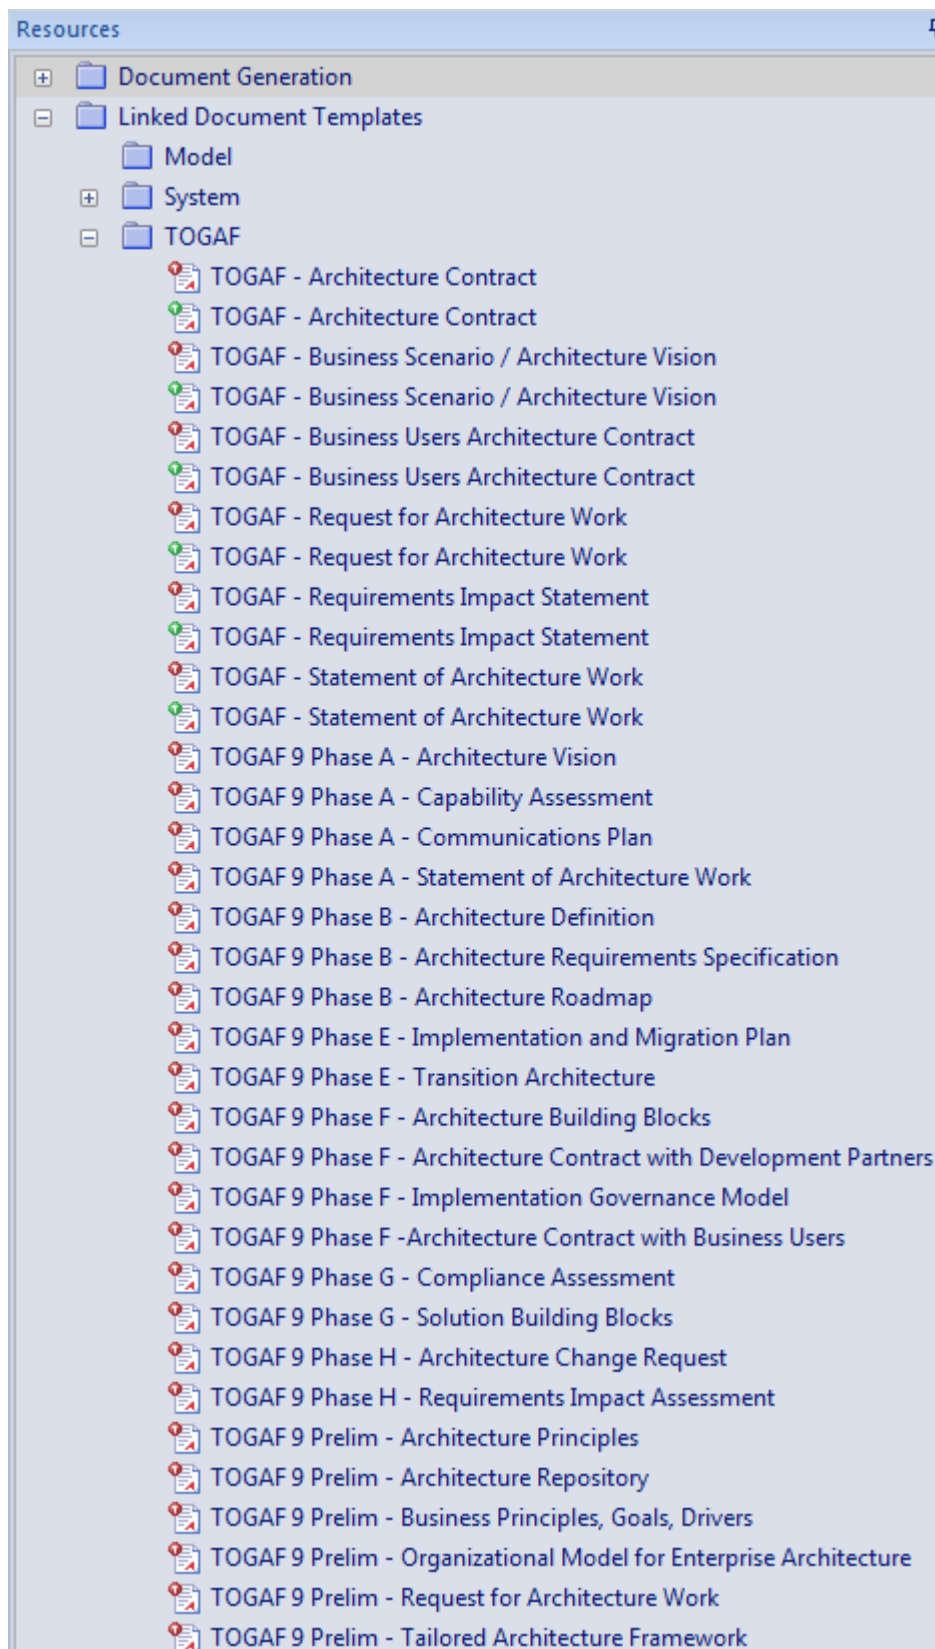 Resources
Document Generation
Linked Document Templates
Model
System
TOGAF
TOGAF - Architecture Contract
TOGAF - Architecture Contract
TOGAF - Business Scenario / Architecture Vision
TOGAF - Business Scenario / Architecture Vision
TOGAF - Business Users Architecture Contract
TOGAF - Business Users Architecture Contract
TOGAF - Request for Architecture Work
TOGAF - Request for Architecture Work
TOGAF - Requirements Impact Statement
TOGAF - Requirements Impact Statement
TOGAF - Statement of Architecture Work
TOGAF - Statement of Architecture Work
TOGAF 9 Phase A - Architecture Vision
TOGAF 9 Phase A - Capability Assessment
TOGAF 9 Phase A - Communications Plan
TOGAF 9 Phase A - Statement of Architecture Work
TOGAF 9 Phase B - Architecture Definition
TOGAF 9 Phase B - Architecture Requirements Specification
TOGAF 9 Phase B - Architecture Roadmap
TOGAF 9 Phase E - Implementation and Migration Plan
TOGAF 9 Phase E - Transition Architecture
TOGAF 9 Phase F - Architecture Building Blocks
TOGAF 9 Phase F - Architecture Contract with Development Partners
TOGAF 9 Phase F - Implementation Governance Model
TOGAF 9 Phase F -Architecture Contract with Business Users
TOGAF 9 Phase G - Compliance Assessment
TOGAF 9 Phase G - Solution Building Blocks
TOGAF 9 Phase H - Architecture Change Request
TOGAF 9 Phase H - Requirements Impact Assessment
TOGAF 9 Prelim - Architecture Principles
TOGAF 9 Prelim - Architecture Repository
TOGAF 9 Prelim - Business Principles, Goals, Drivers
TOGAF 9 Prelim - Organizational Model for Enterprise Architecture
TOGAF 9 Prelim - Request for Architecture Work
TOGAF 9 Prelim - Tailored Architecture Framework